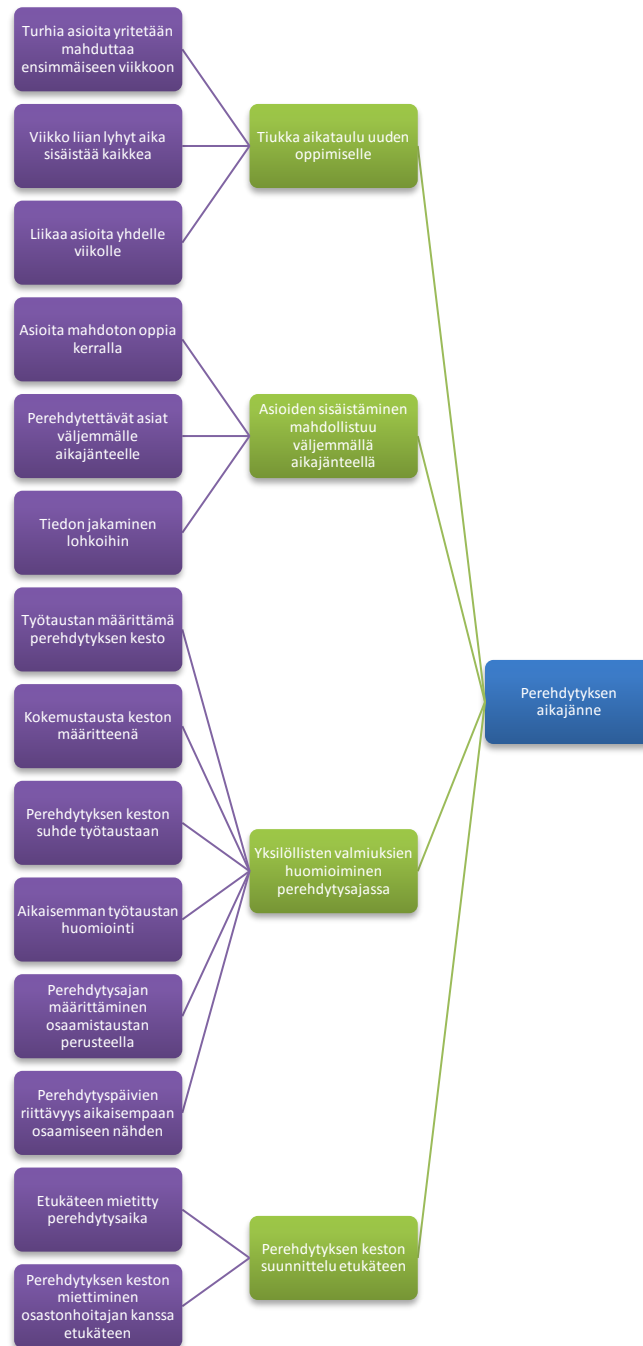 Turhia asioita yritetään
mahduttaa
ensimmäiseen viikkoon
Viikko liian lyhyt aika
sisäistää kaikkea
Liikaa asioita yhdelle
viikolle
Tiukka aikataulu uuden
oppimiselle
Asioita mahdoton oppia
kerralla
Perehdytettävät asiat
väljemmälle
aikajänteelle
Tiedon jakaminen
lohkoihin
Asioiden sisäistäminen
mahdollistuu
väljemmällä
aikajänteellä
Työtaustan määrittämä
perehdytyksen kesto
Kokemustausta keston
määritteenä
Perehdytyksen keston
suhde työtaustaan
Aikaisemman työtaustan
huomiointi
Perehdytysajan
määrittäminen
osaamistaustan
perusteella
Perehdytyspäivien
riittävyys aikaisempaan
osaamiseen nähden
Yksilöllisten valmiuksien
huomioiminen
perehdytysajassa
Etukäteen mietitty
perehdytysaika
Perehdytyksen keston
miettiminen
osastonhoitajan kanssa
etukäteen
Perehdytyksen keston
suunnittelu etukäteen
Perehdytyksen
aikajänne